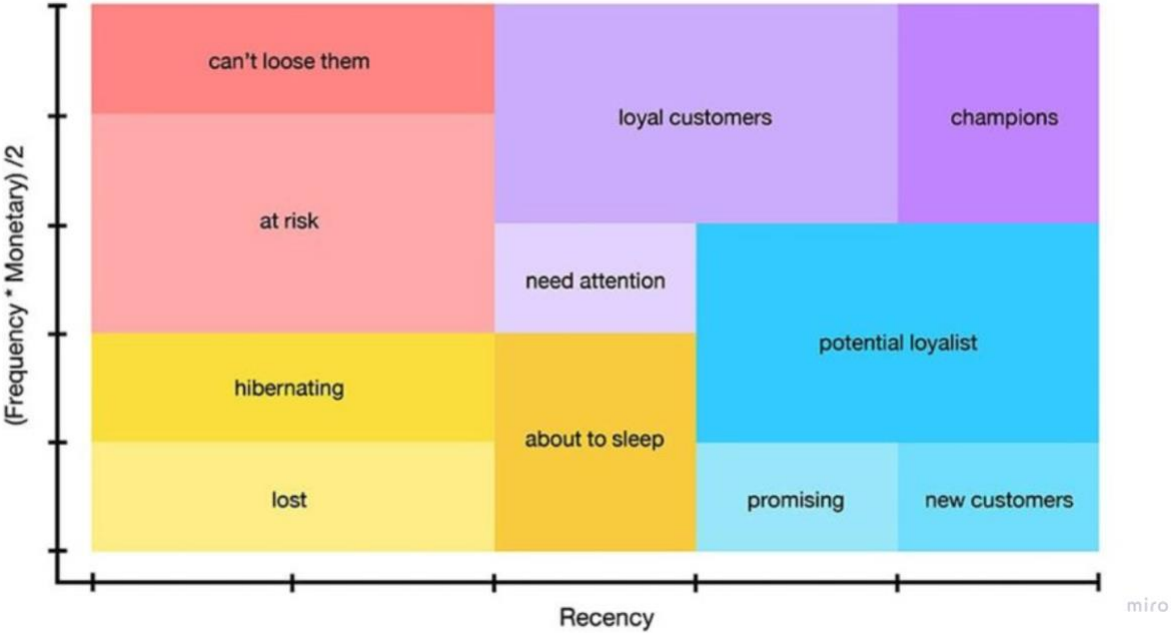 can't loose them
loyal customers
champions
at risk
need attention
potential loyalist
hibernating
about to sleep
lost
promising
new customers
(Frequency * Monetary) /2
Recency
miro